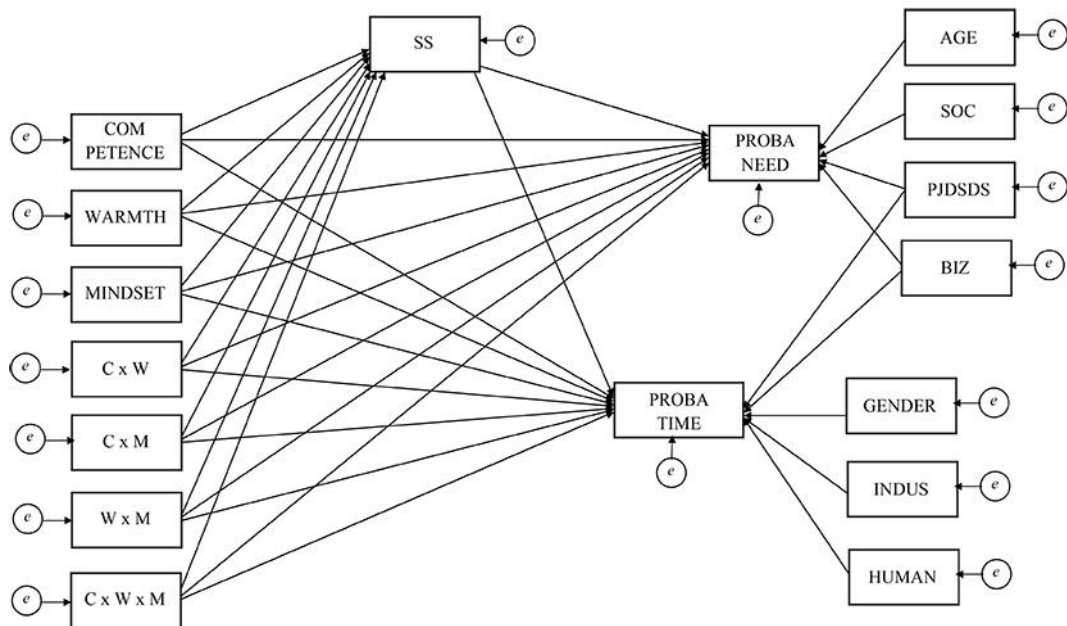 SS
e
AGE
e
SOC
e
PJDSDS
e
BIZ
e
PROBA
NEED
e
e
COM
PETENCE
e
WARMTH
e
MINDSET
e
C x W
e
C x M
e
W x M
e
C x W x M
PROBA
TIME
e
GENDER
e
INDUS
e
HUMAN
e